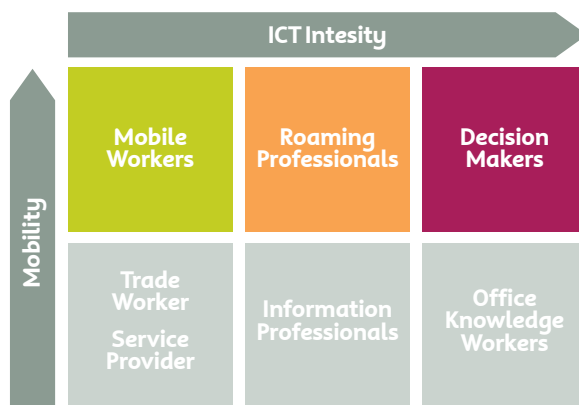 ICT Intesity
Mobility
Mobile
Workers
Roaming
Professionals
Decision
Makers
Trade
Worker
Service
Provider
Information
Professionals
Office
Knowledge
Workers